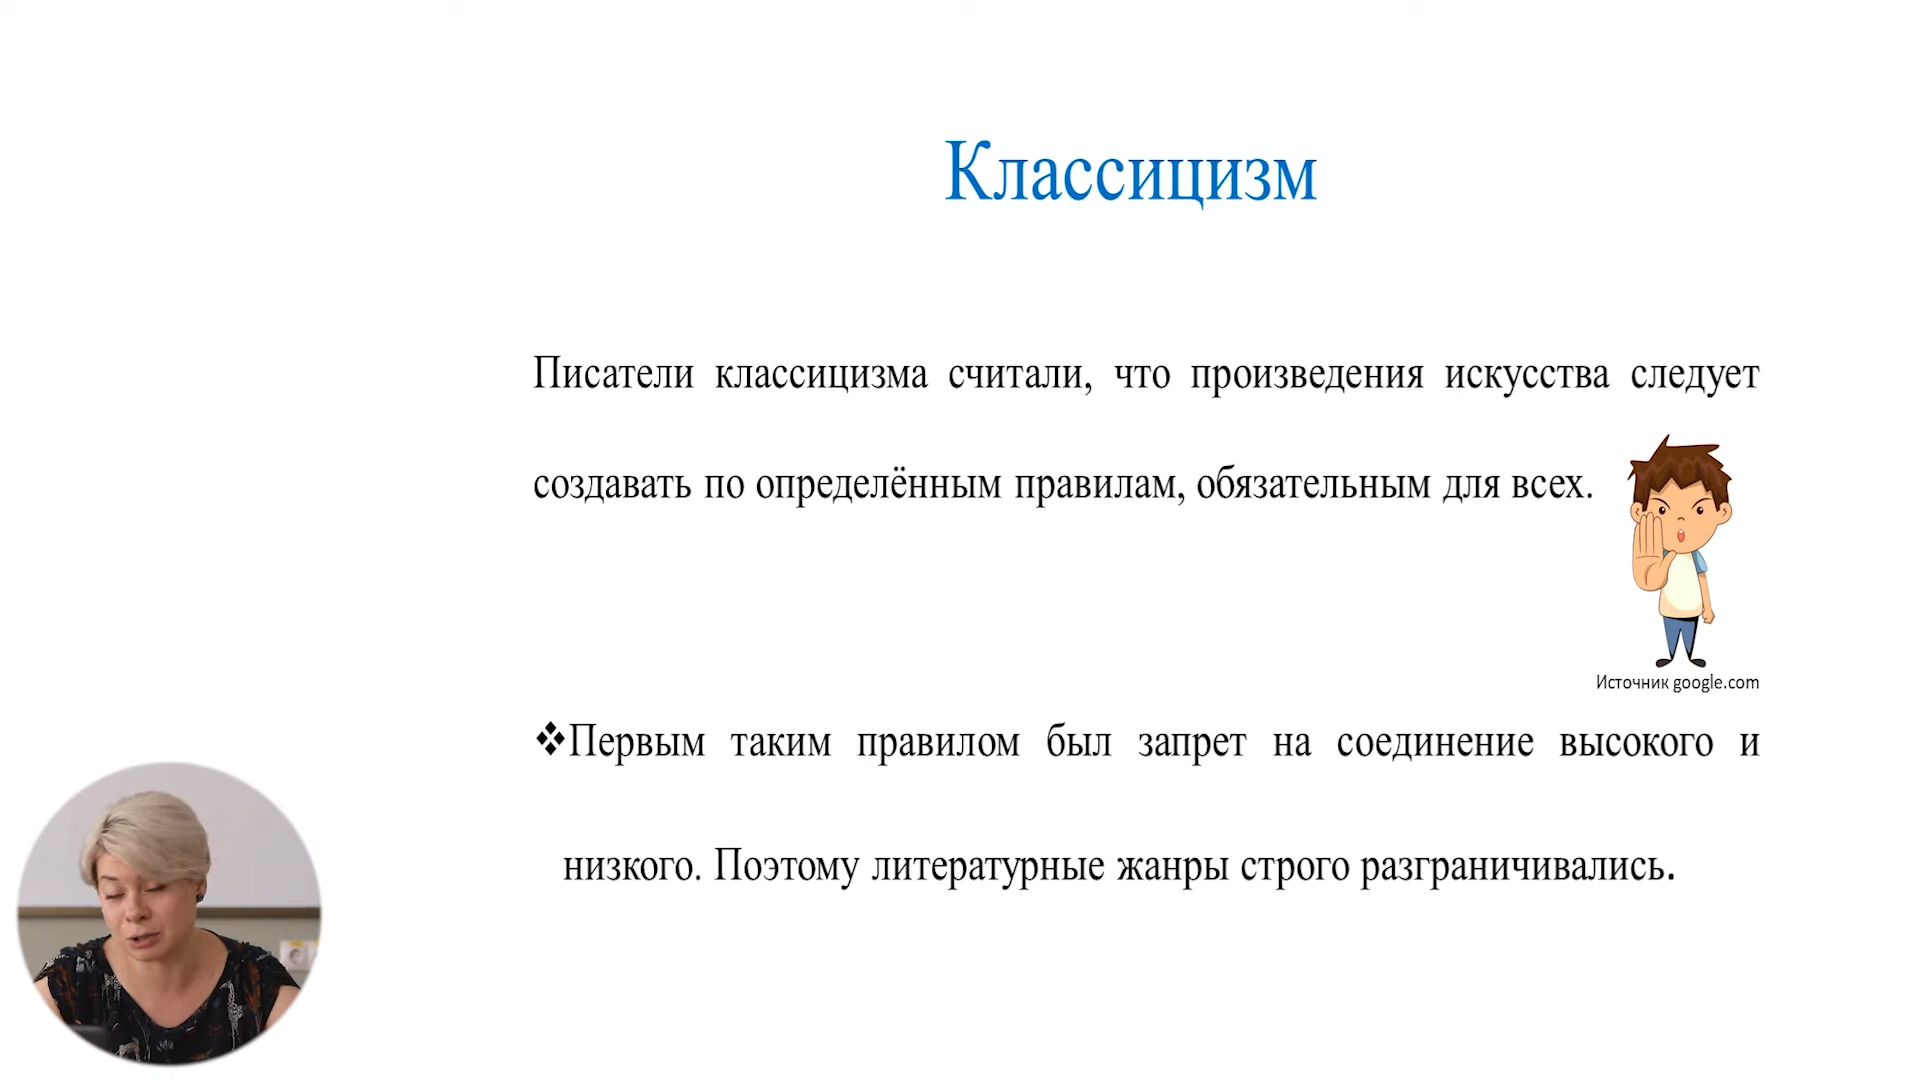 Классицизм
Писатели классицизма считали, что произведения искусства следует
создавать по определённым правилам, обязательным для всех.
Источник google.com
❖Первым таким правилом был запрет на соединение высокого и
низкого. Поэтому литературные жанры строго разграничивались.